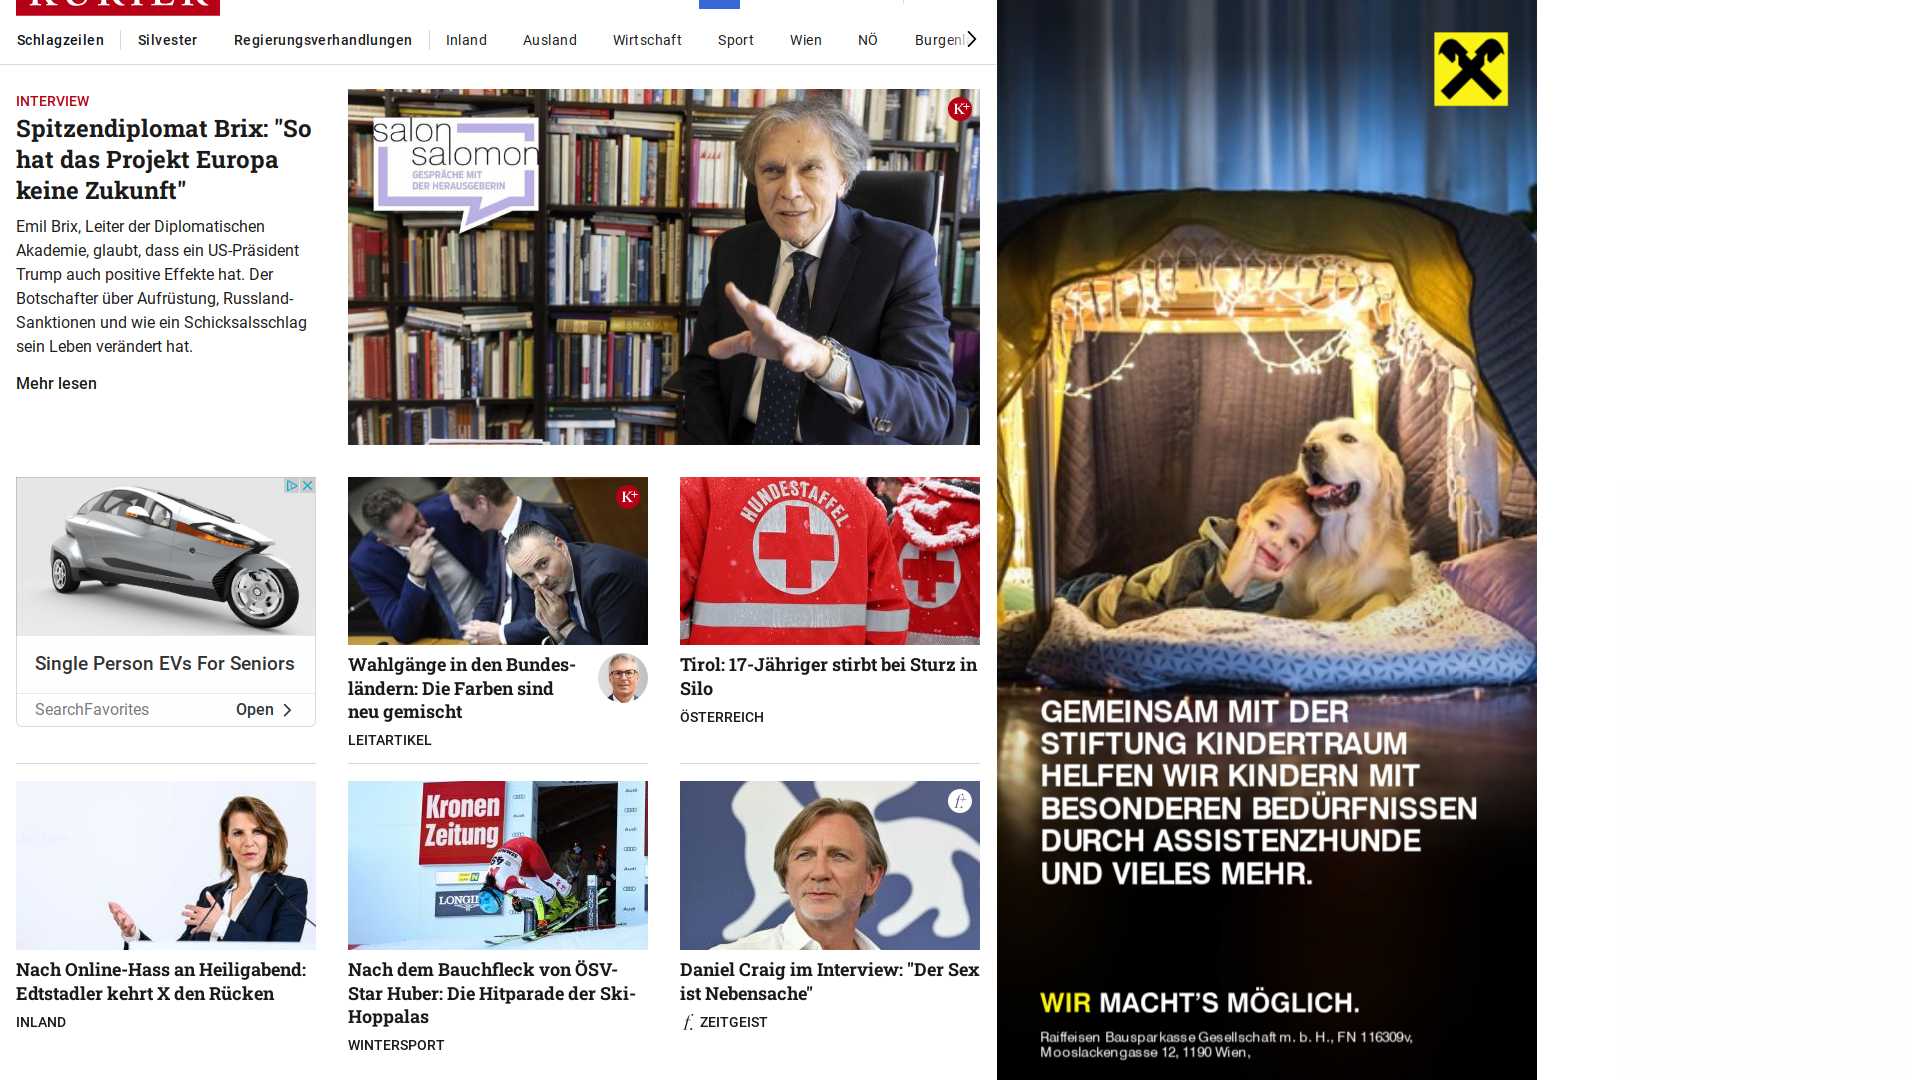 KURIER
Schlagzeilen
Silvester
Regierungsverhandlungen
Inland
Ausland
Wirtschaft
Sport
Wien
NÖ
INTERVIEW
Spitzendiplomat Brix: "So
hat das Projekt Europa
keine Zukunft"
Emil Brix, Leiter der Diplomatischen
Akademie, glaubt, dass ein US-Präsident
Trump auch positive Effekte hat. Der
Botschafter über Aufrüstung, Russland-
Sanktionen und wie ein Schicksalsschlag
sein Leben verändert hat.
Mehr lesen
salon
salomon
GESPRÄCHE MIT
DER HERAUSGEBERIN
K+
Single Person EVs For Seniors
SearchFavorites
Open
K+
Wahlgänge in den Bundes-
ländern: Die Farben sind
neu gemischt
LEITARTIKEL
HUNDESTAFFEL
Tirol: 17-Jähriger stirbt bei Sturz in
Silo
ÖSTERREICH
Nach Online-Hass an Heiligabend:
Edtstadler kehrt X den Rücken
INLAND
Kronen
Zeitung
LONGIN
Nach dem Bauchfleck von ÖSV-
Star Huber: Die Hitparade der Ski-
Hoppalas
WINTERSPORT
f+
Daniel Craig im Interview: "Der Sex
ist Nebensache"
f. ZEITGEIST
GEMEINSAM MIT DER
STIFTUNG KINDERTRAUM
HELFEN WIR KINDERN MIT
BESONDEREN BEDÜRFNISSEN
DURCH ASSISTENZHUNDE
UND VIELES MEHR.
WIR MACHT'S MÖGLICH.
Raiffeisen Bausparkasse Gesellschaft m. b. H., FN 116309v,
Mooslackengasse 12, 1190 Wien,